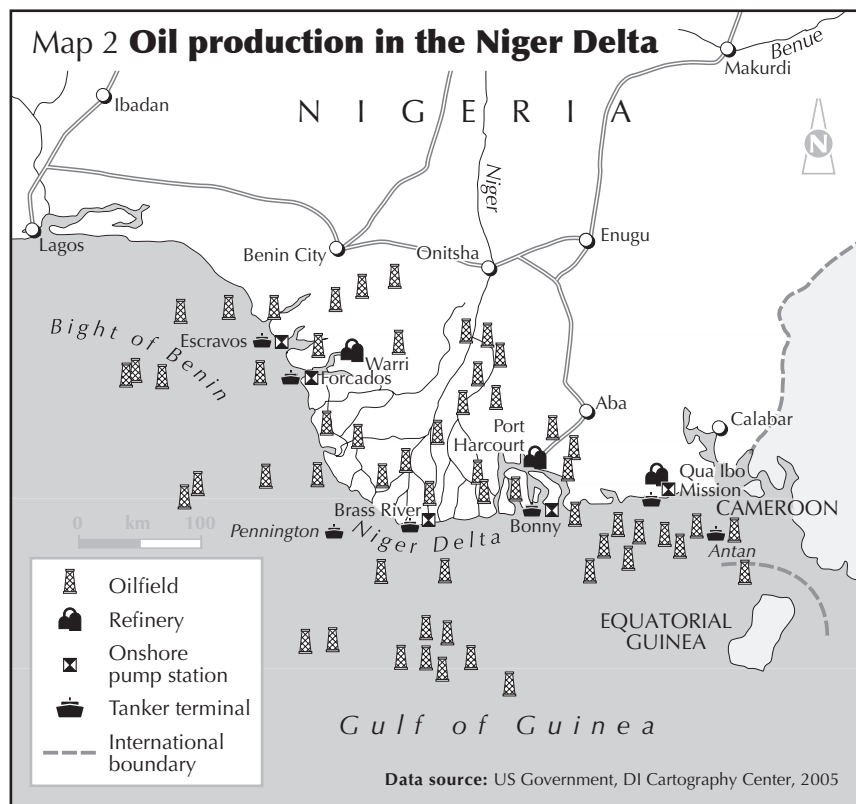 Map 2 Oil production in the Niger Delta
Benue
Makurdi
Ibadan
NIGERIA
N
Niger
Lagos
Benin City
Onitsha
Enugu
Bight of Benin
Escravos
Warri
Forcados
Aba
Port
Harcourt
Calabar
Qua Ibo
Mission
CAMEROON
Brass River
Bonny
0 km 100
Pennington
Niger Delta
Antan
EQUATORIAL
GUINEA
Oilfield
Refinery
Onshore
pump station
Tanker terminal
International
boundary
Gulf of Guinea
Data source: US Government, DI Cartography Center, 2005